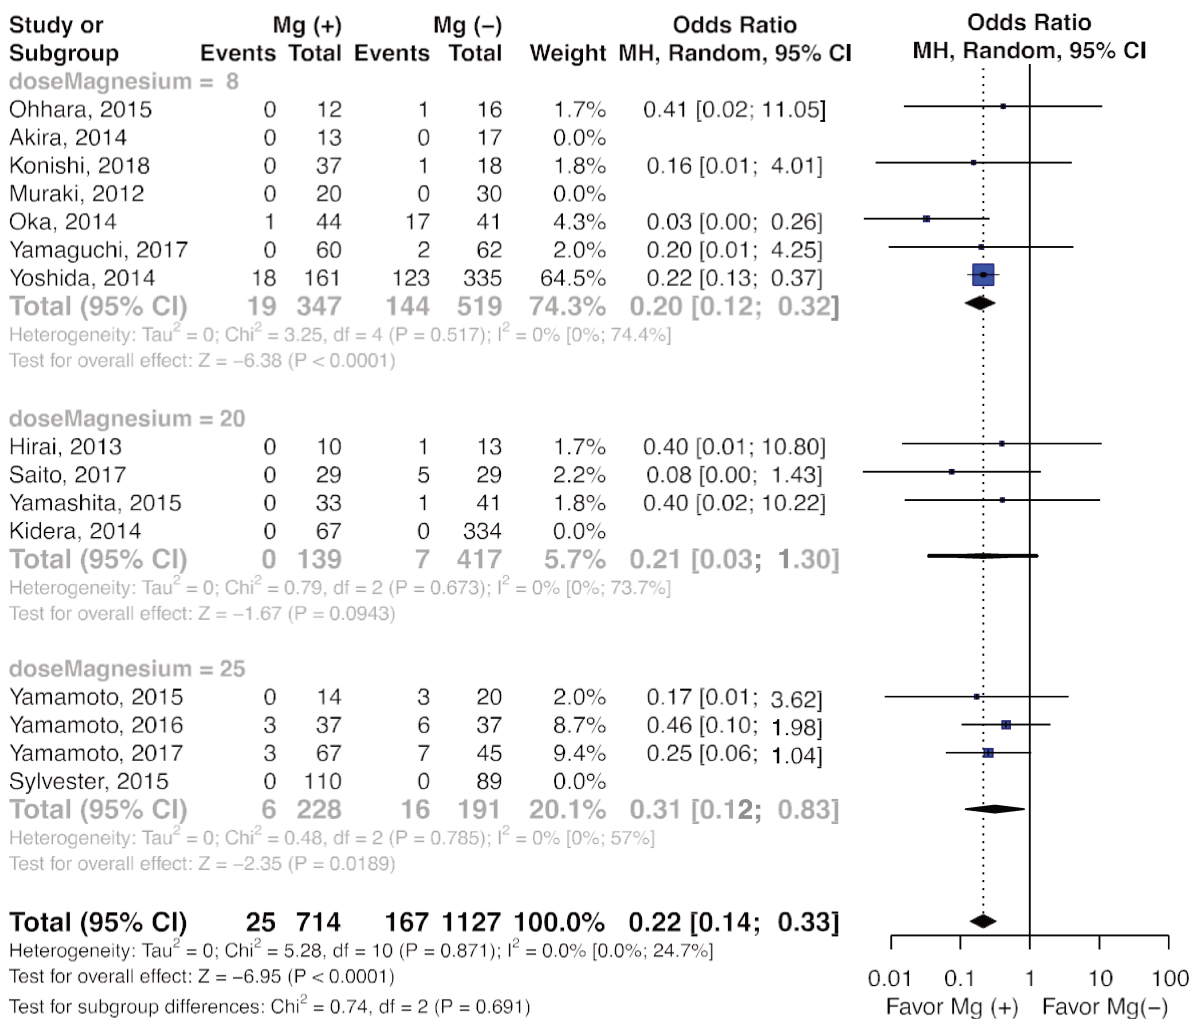 Study or Mg (+) Mg (−) Odds Ratio Odds Ratio
Subgroup Events Total Events Total Weight MH, Random, 95% CI MH, Random, 95% CI
doseMagnesium = 8
Ohhara, 2015 0 12 1 16 1.7% 0.41 [0.02; 11.05]
Akira, 2014 0 13 0 17 0.0%
Konishi, 2018 0 37 1 18 1.8% 0.16 [0.01; 4.01]
Muraki, 2012 0 20 0 30 0.0%
Oka, 2014 1 44 17 41 4.3% 0.03 [0.00; 0.26]
Yamaguchi, 2017 0 60 2 62 2.0% 0.20 [0.01; 4.25]
Yoshida, 2014 18 161 123 335 64.5% 0.22 [0.13; 0.37]
Total (95% CI) 19 347 144 519 74.3% 0.20 [0.12; 0.32]
Heterogeneity: Tau² = 0; Chi² = 3.25, df = 4 (P = 0.517); I² = 0% [0%; 74.4%]
Test for overall effect: Z = −6.38 (P < 0.0001)
doseMagnesium = 20
Hirai, 2013 0 10 1 13 1.7% 0.40 [0.01; 10.80]
Saito, 2017 0 29 5 29 2.2% 0.08 [0.00; 1.43]
Yamashita, 2015 0 33 1 41 1.8% 0.40 [0.02; 10.22]
Kidera, 2014 0 67 0 334 0.0%
Total (95% CI) 0 139 7 417 5.7% 0.21 [0.03; 1.30]
Heterogeneity: Tau² = 0; Chi² = 0.79, df = 2 (P = 0.673); I² = 0% [0%; 73.7%]
Test for overall effect: Z = −1.67 (P = 0.0943)
doseMagnesium = 25
Yamamoto, 2015 0 14 3 20 2.0% 0.17 [0.01; 3.62]
Yamamoto, 2016 3 37 6 37 8.7% 0.46 [0.10; 1.98]
Yamamoto, 2017 3 67 7 45 9.4% 0.25 [0.06; 1.04]
Sylvester, 2015 0 110 0 89 0.0%
Total (95% CI) 6 228 16 191 20.1% 0.31 [0.12; 0.83]
Heterogeneity: Tau² = 0; Chi² = 0.48, df = 2 (P = 0.785); I² = 0% [0%; 57%]
Test for overall effect: Z = −2.35 (P = 0.0189)
Total (95% CI) 25 714 167 1127 100.0% 0.22 [0.14; 0.33]
Heterogeneity: Tau² = 0; Chi² = 5.28, df = 10 (P = 0.871); I² = 0.0% [0.0%; 24.7%]
Test for overall effect: Z = −6.95 (P < 0.0001)
Test for subgroup differences: Chi² = 0.74, df = 2 (P = 0.691)
0.01 0.1 1 10 100
Favor Mg (+) Favor Mg(−)